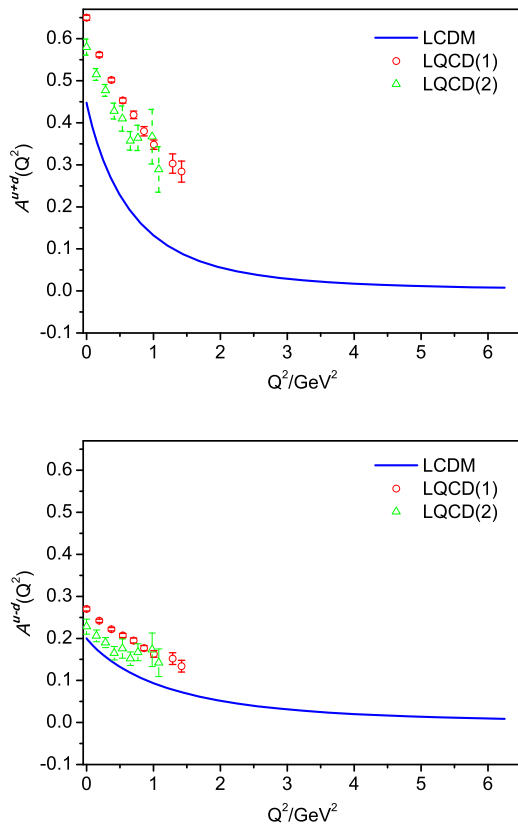 0.6
0.5
0.4
0.3
0.2
0.1
0.0
-0.1
A^{u+d}(Q^2)
LCDM
LQCD(1)
LQCD(2)
0 1 2 3 4 5 6
Q^2/GeV^2
0.6
0.5
0.4
0.3
0.2
0.1
0.0
-0.1
A^{u-d}(Q^2)
LCDM
LQCD(1)
LQCD(2)
0 1 2 3 4 5 6
Q^2/GeV^2